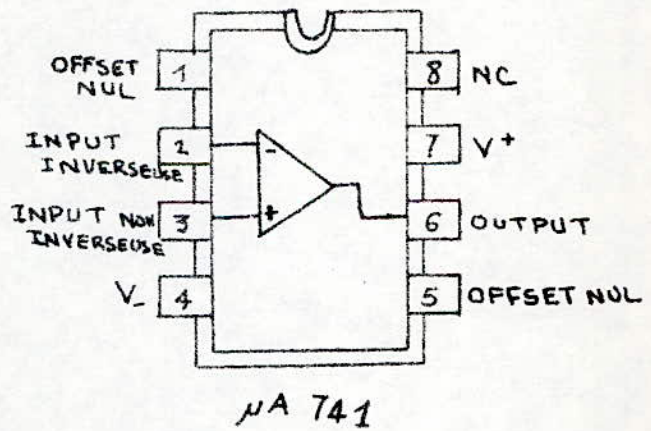 OFFSET
NUL
1
8
NC
INPUT
INVERSEUSE
2
-
7
V+
INPUT NON
INVERSEUSE
3
+
6
OUTPUT
V-
4
5
OFFSET NUL
µA 741